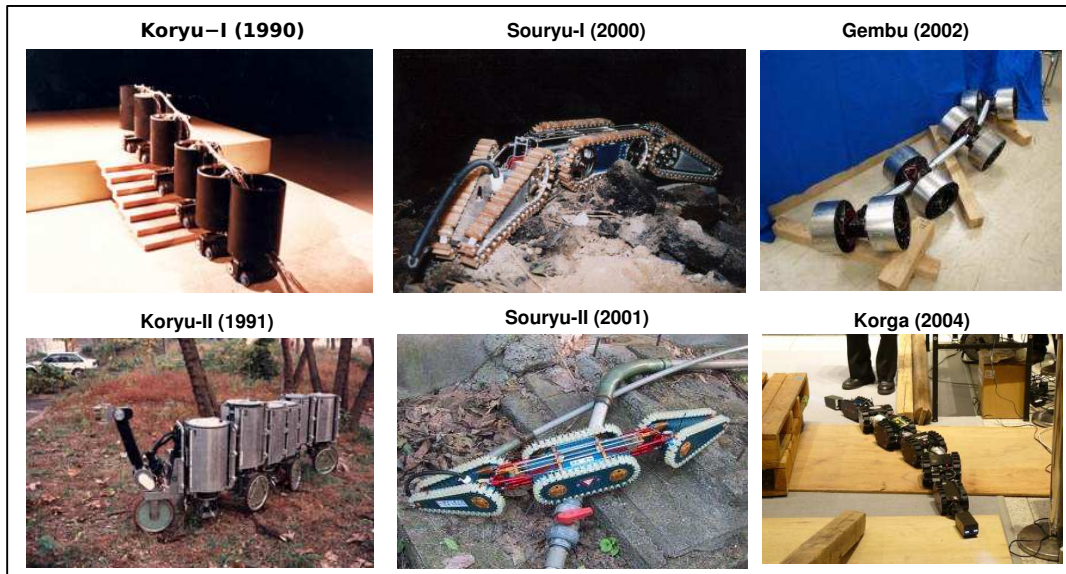 Koryu−I (1990)
Souryu-I (2000)
Gembu (2002)
Koryu-II (1991)
Souryu-II (2001)
Korga (2004)